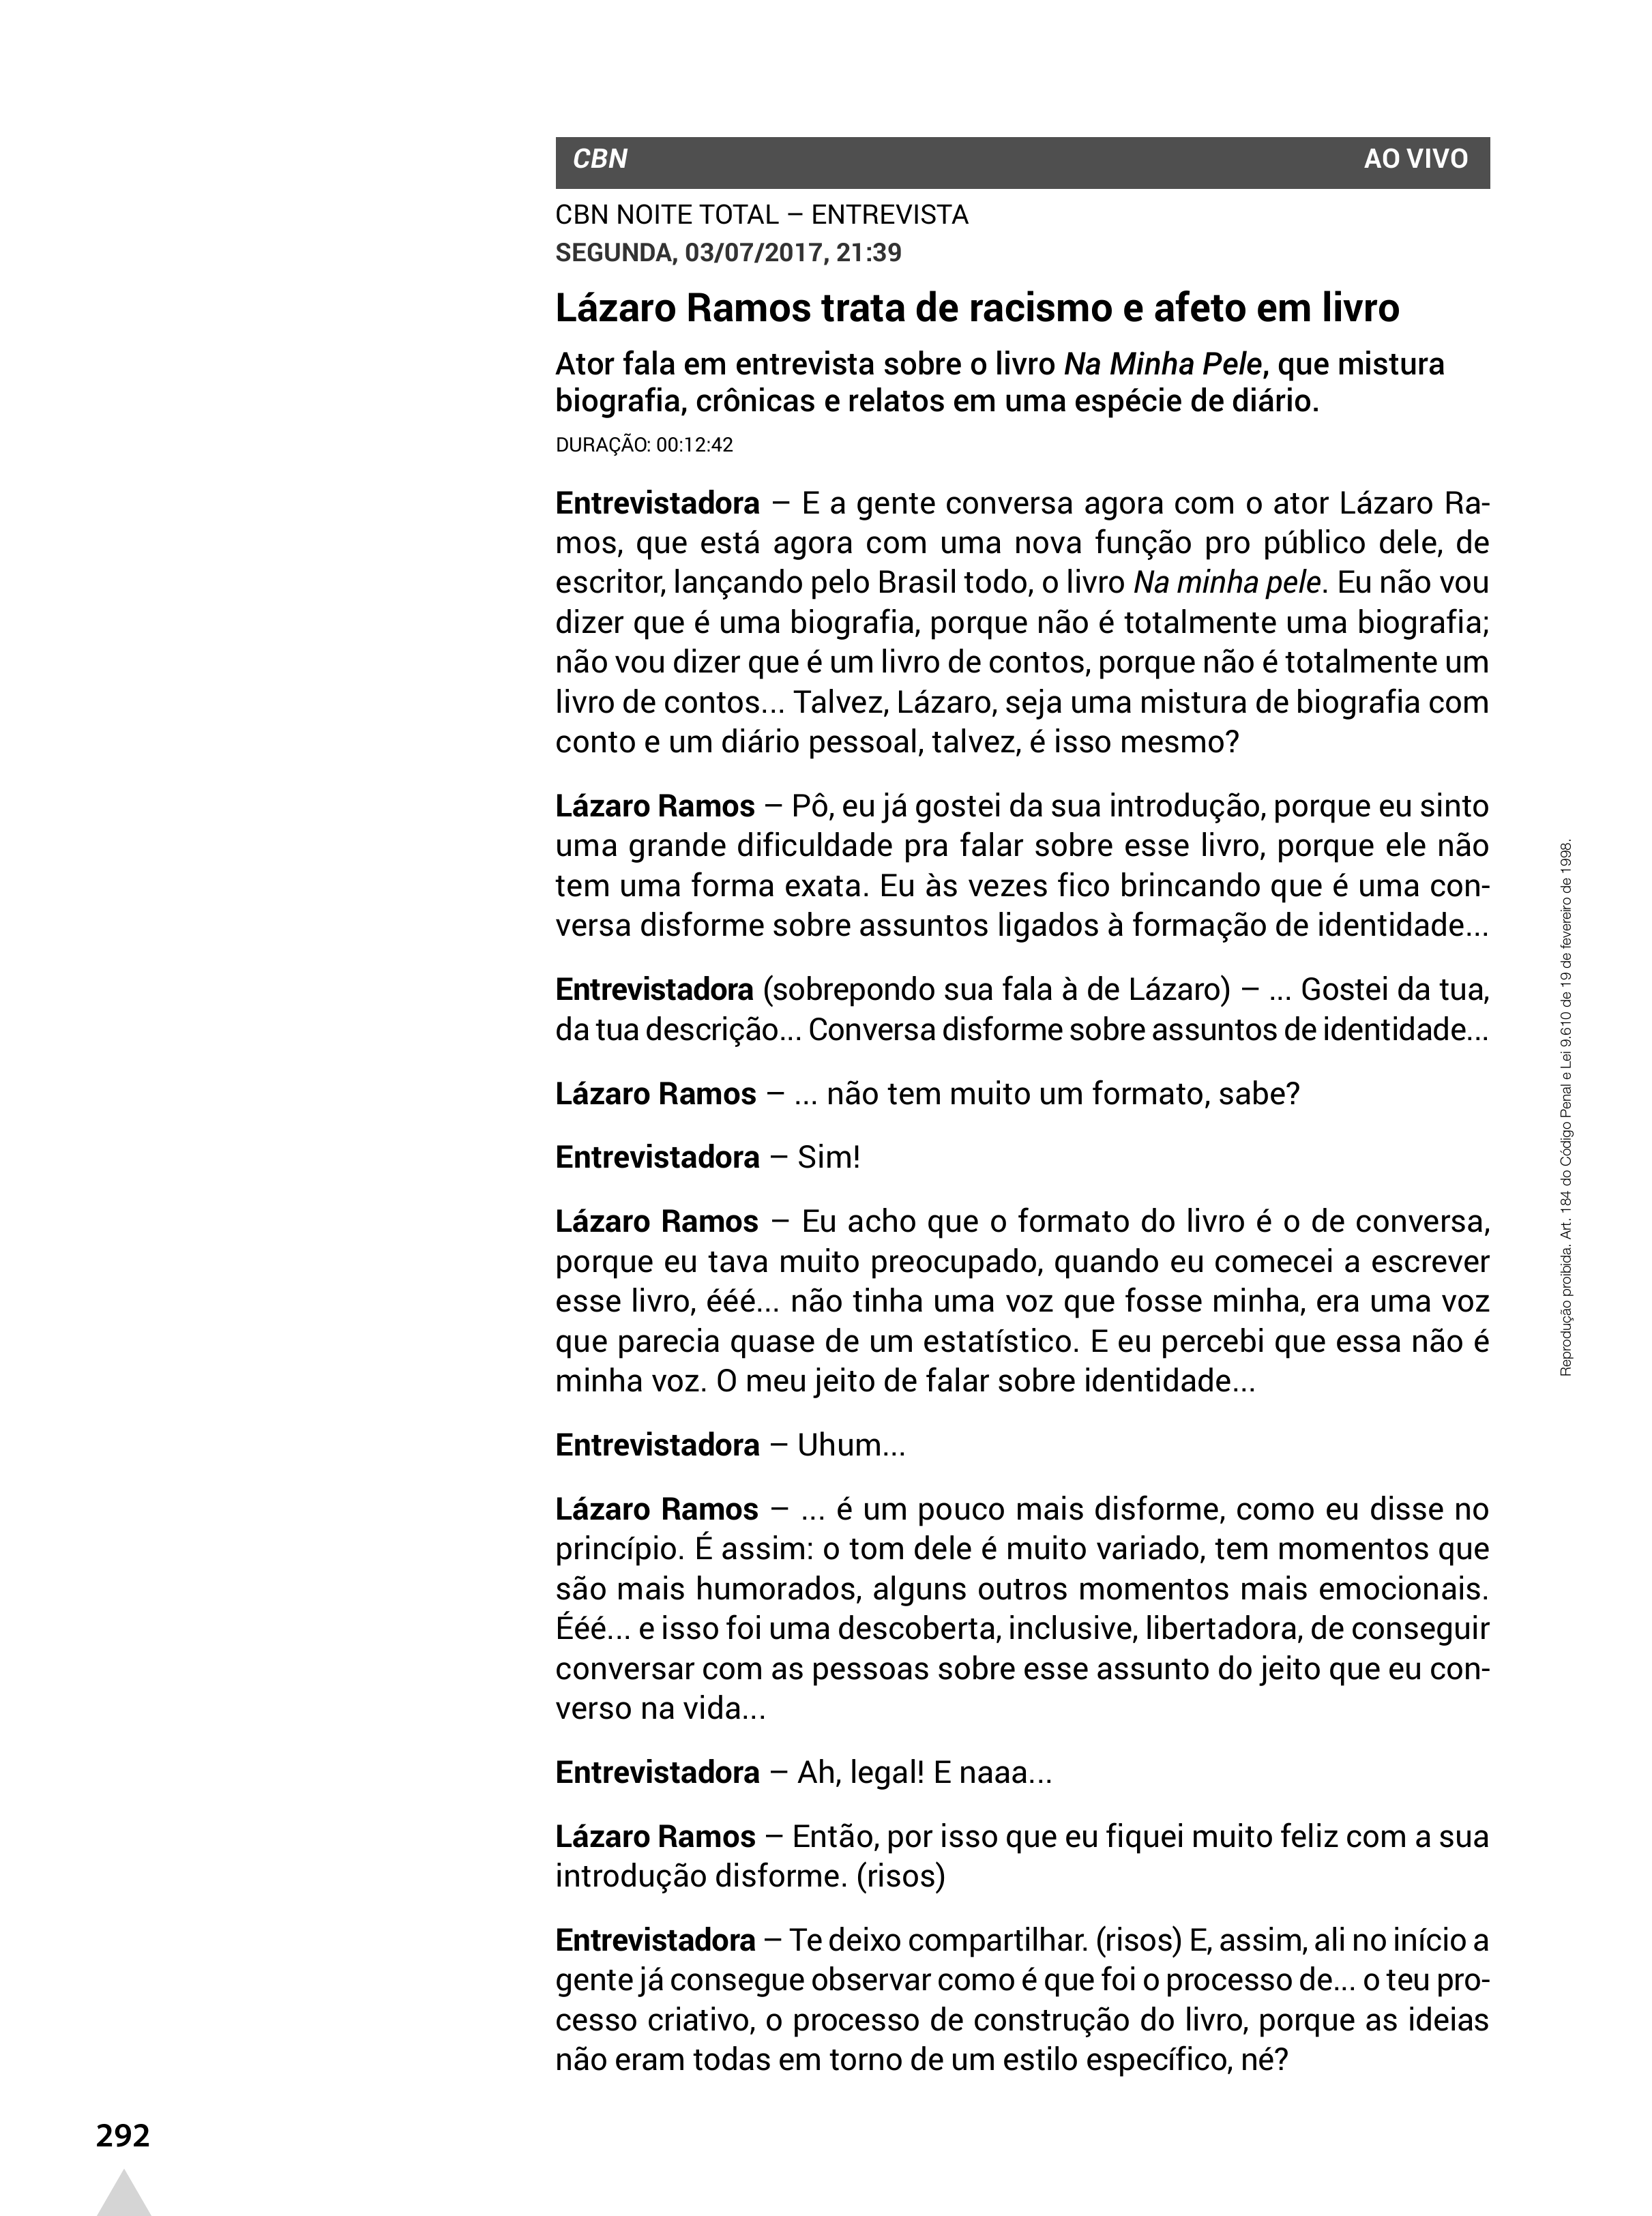 CBN AO VIVO
CBN NOITE TOTAL – ENTREVISTA
SEGUNDA, 03/07/2017, 21:39
Lázaro Ramos trata de racismo e afeto em livro
Ator fala em entrevista sobre o livro Na Minha Pele, que mistura
biografia, crônicas e relatos em uma espécie de diário.
DURAÇÃO: 00:12:42
Entrevistadora – E a gente conversa agora com o ator Lázaro Ra-
mos, que está agora com uma nova função pro público dele, de
escritor, lançando pelo Brasil todo, o livro Na minha pele. Eu não vou
dizer que é uma biografia, porque não é totalmente uma biografia;
não vou dizer que é um livro de contos, porque não é totalmente um
livro de contos... Talvez, Lázaro, seja uma mistura de biografia com
conto e um diário pessoal, talvez, é isso mesmo?
Lázaro Ramos – Pô, eu já gostei da sua introdução, porque eu sinto
uma grande dificuldade pra falar sobre esse livro, porque ele não
tem uma forma exata. Eu às vezes fico brincando que é uma con-
versa disforme sobre assuntos ligados à formação de identidade...
Entrevistadora (sobrepondo sua fala à de Lázaro) – ... Gostei da tua,
da tua descrição... Conversa disforme sobre assuntos de identidade...
Lázaro Ramos – ... não tem muito um formato, sabe?
Entrevistadora – Sim!
Lázaro Ramos – Eu acho que o formato do livro é o de conversa,
porque eu tava muito preocupado, quando eu comecei a escrever
esse livro, ééé... não tinha uma voz que fosse minha, era uma voz
que parecia quase de um estatístico. E eu percebi que essa não é
minha voz. O meu jeito de falar sobre identidade...
Entrevistadora – Uhum...
Lázaro Ramos – ... é um pouco mais disforme, como eu disse no
princípio. É assim: o tom dele é muito variado, tem momentos que
são mais humorados, alguns outros momentos mais emocionais.
Ééé... e isso foi uma descoberta, inclusive, libertadora, de conseguir
conversar com as pessoas sobre esse assunto do jeito que eu con-
verso na vida...
Entrevistadora – Ah, legal! E naaa...
Lázaro Ramos – Então, por isso que eu fiquei muito feliz com a sua
introdução disforme. (risos)
Entrevistadora – Te deixo compartilhar. (risos) E, assim, ali no início a
gente já consegue observar como é que foi o processo de... o teu pro-
cesso criativo, o processo de construção do livro, porque as ideias
não eram todas em torno de um estilo específico, né?
Reprodução proibida. Art. 184 do Código Penal e Lei 9.610 de 19 de fevereiro de 1998.
292